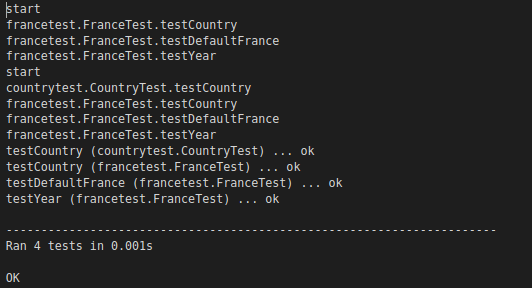 start
francetest.FranceTest.testCountry
francetest.FranceTest.testDefaultFrance
francetest.FranceTest.testYear
start
countrytest.CountryTest.testCountry
francetest.FranceTest.testCountry
francetest.FranceTest.testDefaultFrance
francetest.FranceTest.testYear
testCountry (countrytest.CountryTest) ... ok
testCountry (francetest.FranceTest) ... ok
testDefaultFrance (francetest.FranceTest) ... ok
testYear (francetest.FranceTest) ... ok
----------------------------------------------------------------------
Ran 4 tests in 0.001s
OK